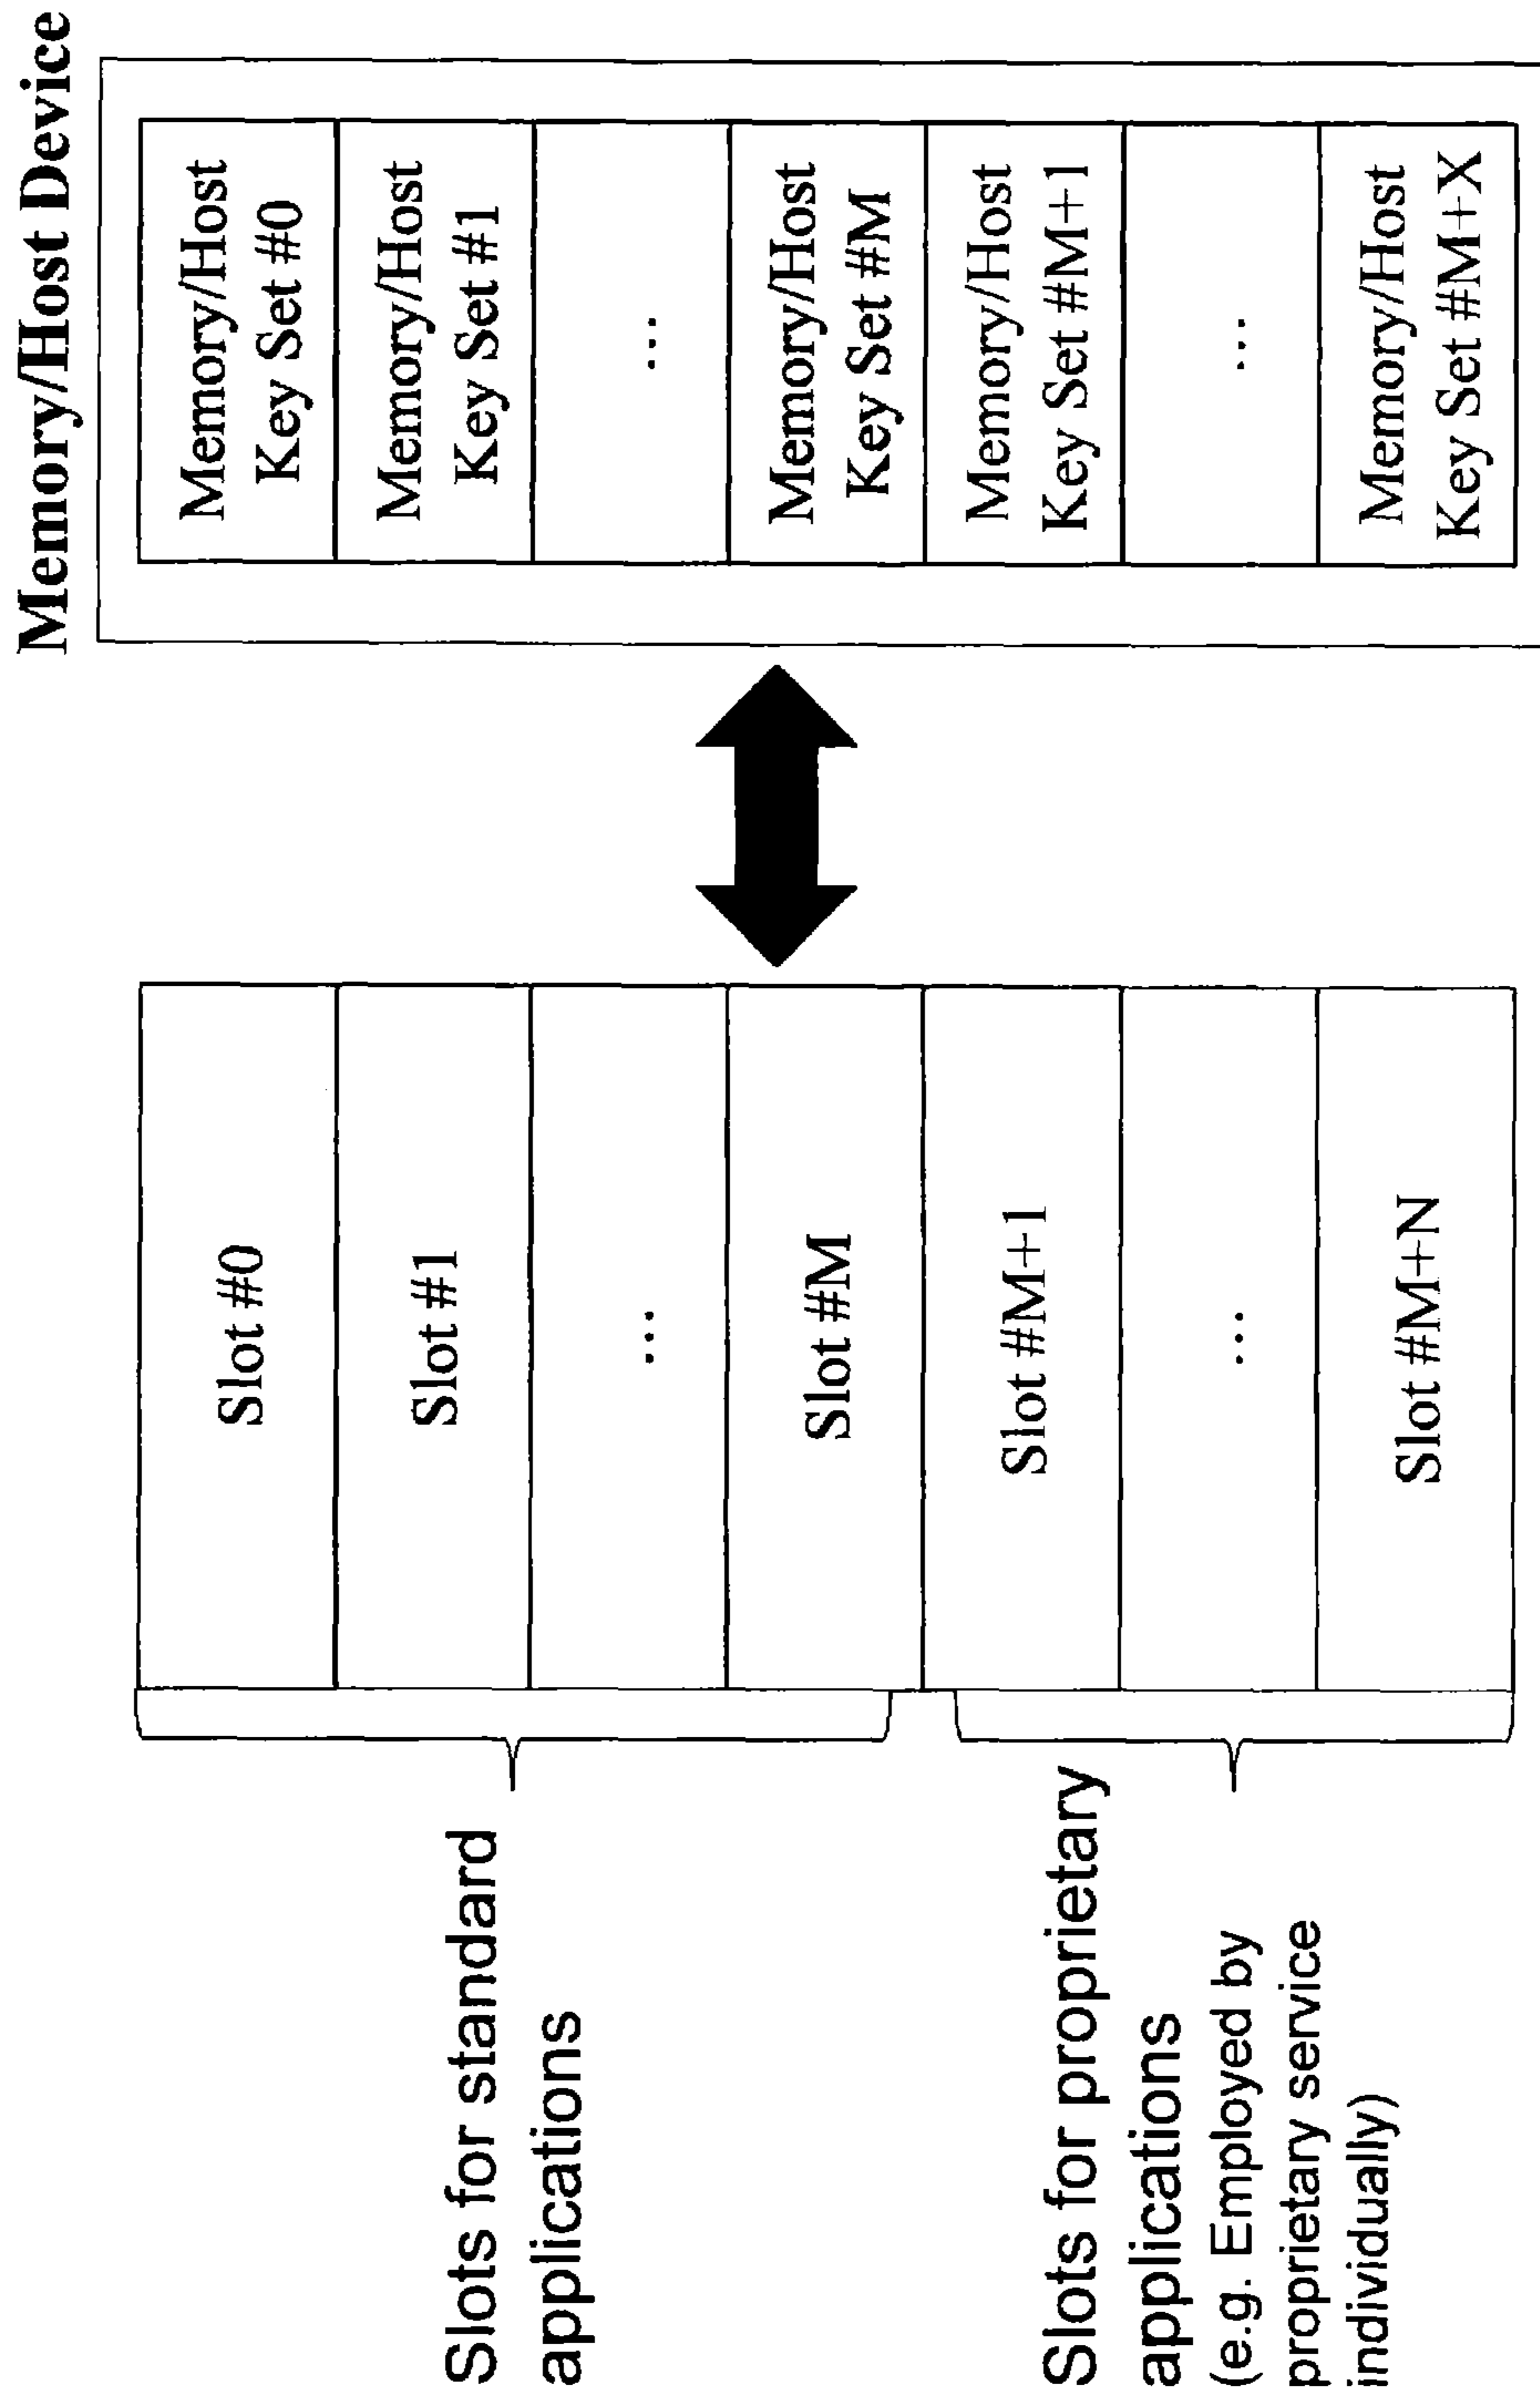 Memory/Host Device
Slots for standard
applications
Slots for proprietary
applications
(e.g. Employed by
proprietary service
individually)
Slot #0
Slot #1
...
Slot #M
Slot #M+1
...
Slot #M+N
Memory/Host
Key Set #0
Memory/Host
Key Set #1
...
Memory/Host
Key Set #M
Memory/Host
Key Set #M+1
...
Memory/Host
Key Set #M+X